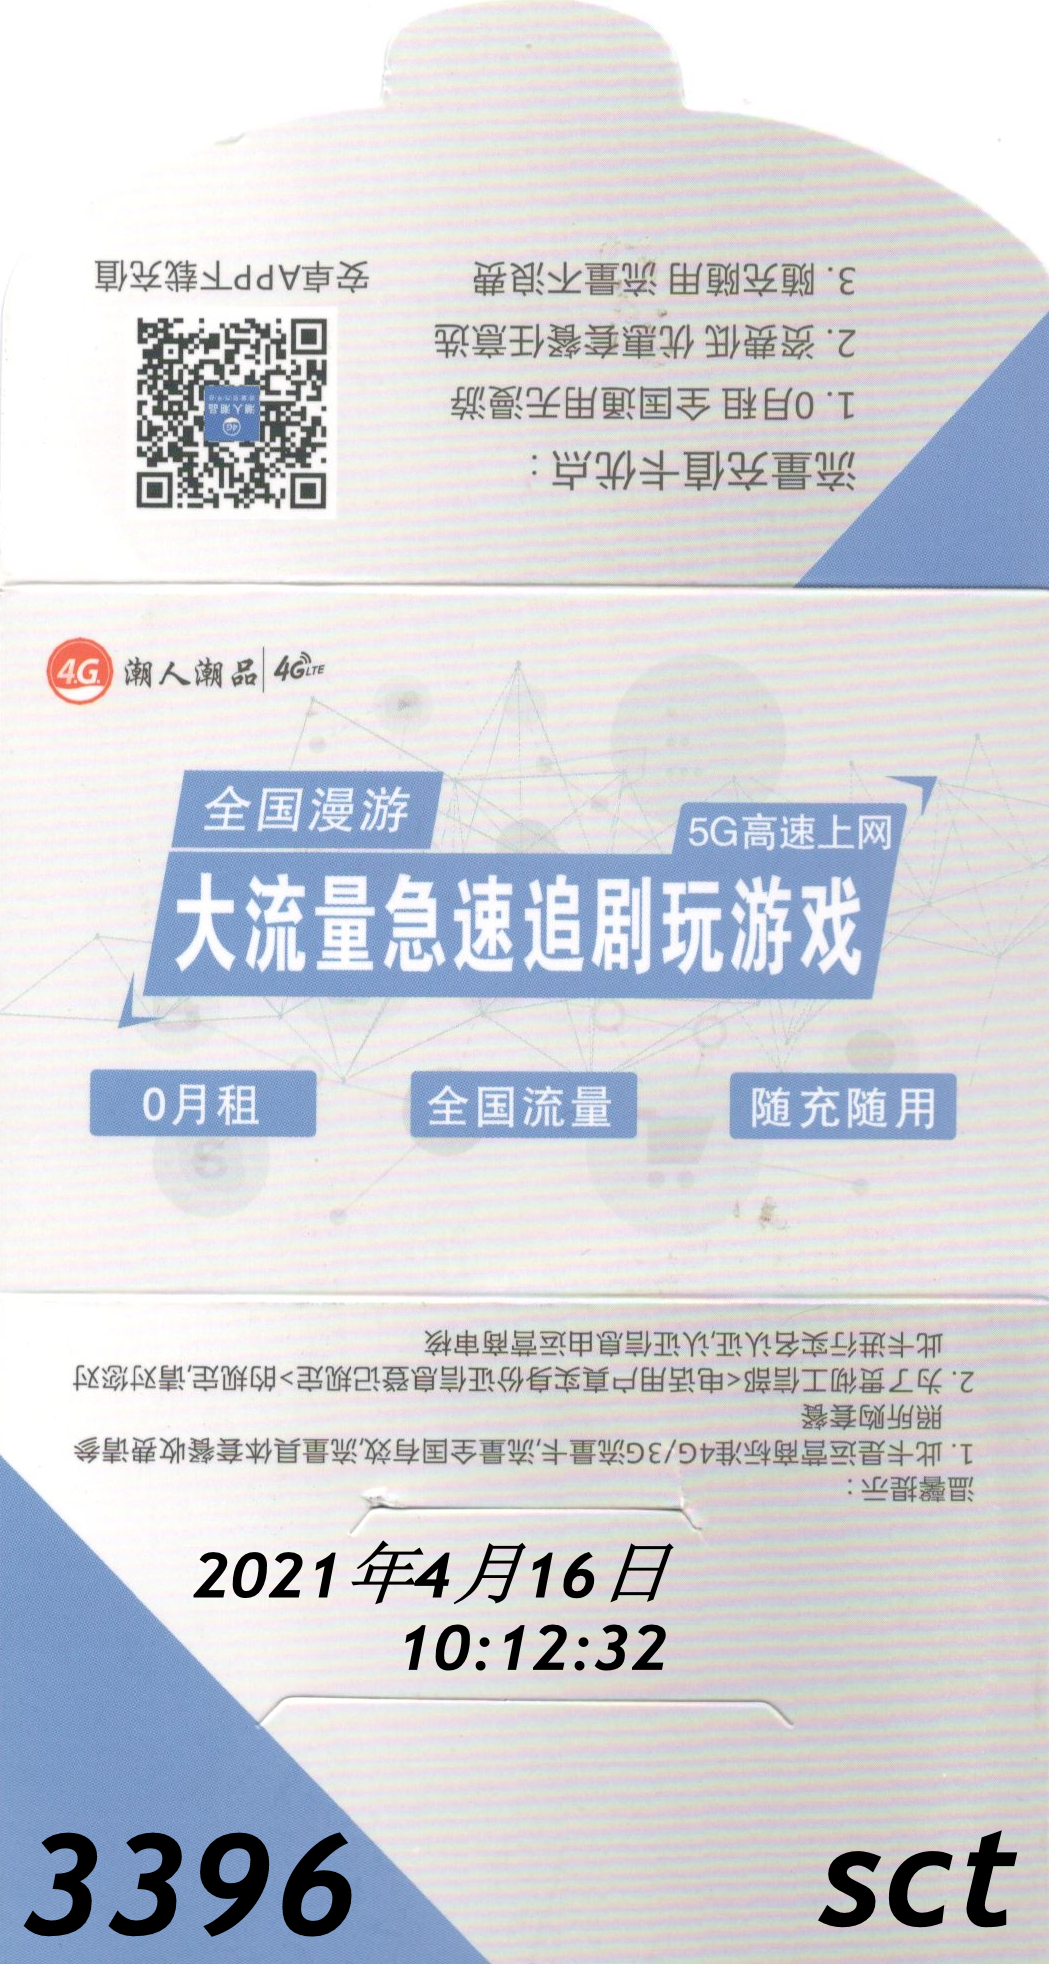 流量充值卡优点：
1. 0月租 全国通用无漫游
2. 资费低 优惠套餐任意选
3. 随充随用 流量不浪费
安卓APP下载充值
4G 潮人潮品
4G 潮人潮品 4G LTE
全国漫游
5G高速上网
大流量急速追剧玩游戏
0月租 全国流量 随充随用
温馨提示：
1. 此卡是运营商标准4G/3G流量卡,流量全国有效,流量具体套餐收费请参
照所购套餐
2. 为了贯彻工信部<电话用户真实身份证信息登记规定>的规定,请对您对
此卡进行实名认证,认证信息由运营商审核
2021年4月16日
10:12:32
3396 sct